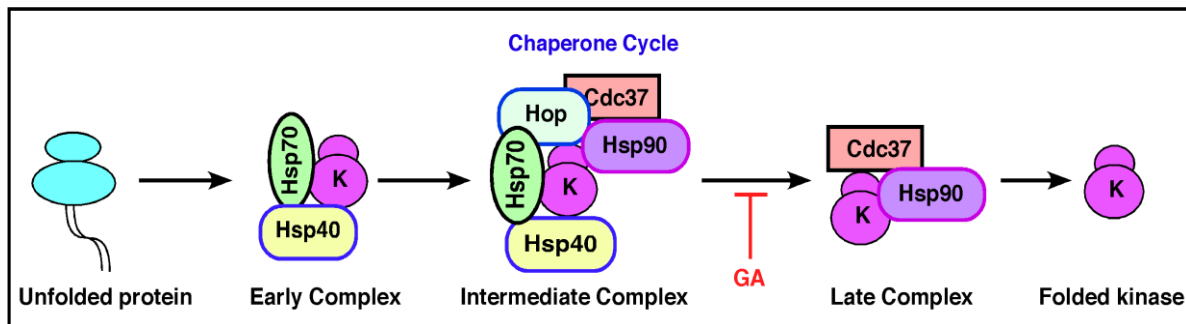 Chaperone Cycle
Hsp70
K
Hsp40
Hop
Cdc37
Hsp90
Hsp70
K
Hsp40
GA
Cdc37
Hsp90
K
K
Unfolded protein
Early Complex
Intermediate Complex
Late Complex
Folded kinase